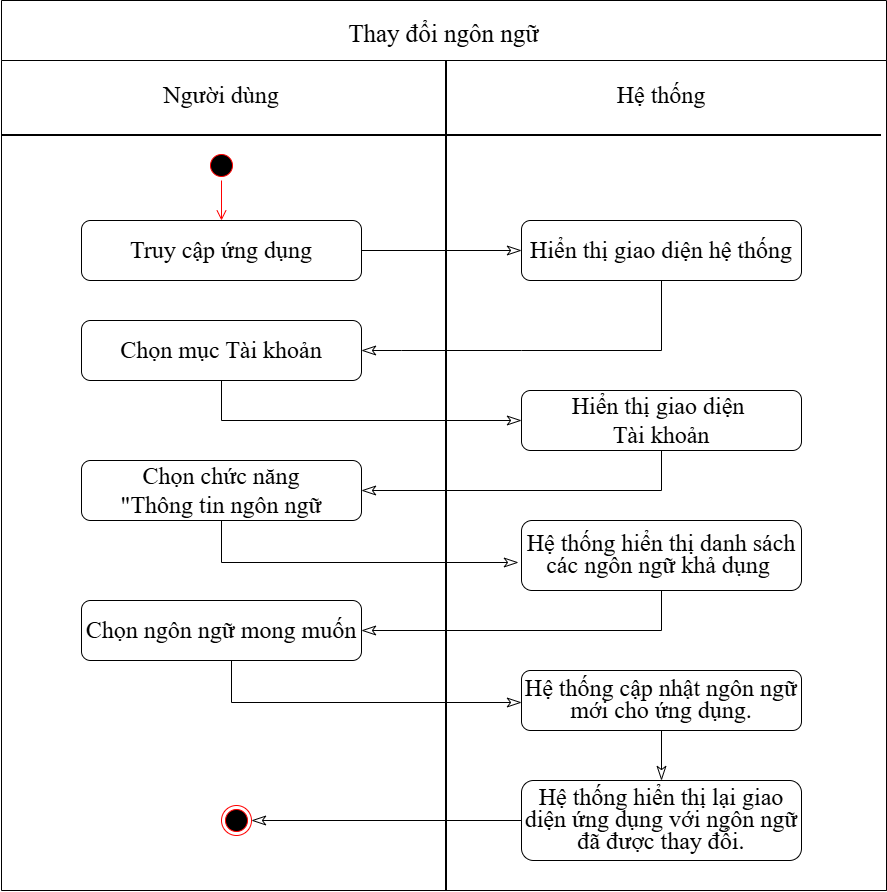 Thay đổi ngôn ngữ
Người dùng
Hệ thống
Truy cập ứng dụng
Hiển thị giao diện hệ thống
Chọn mục Tài khoản
Hiển thị giao diện
Tài khoản
Chọn chức năng
"Thông tin ngôn ngữ
Hệ thống hiển thị danh sách
các ngôn ngữ khả dụng
Chọn ngôn ngữ mong muốn
Hệ thống cập nhật ngôn ngữ
mới cho ứng dụng.
Hệ thống hiển thị lại giao
diện ứng dụng với ngôn ngữ
đã được thay đổi.